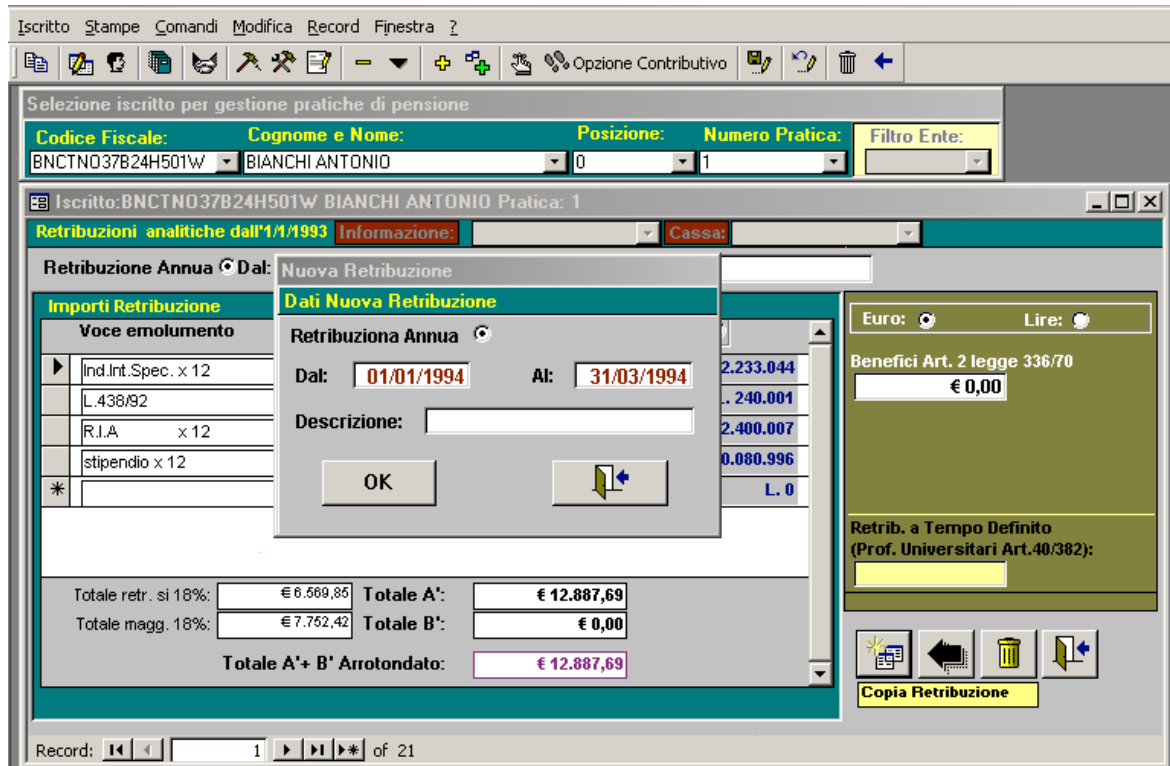 Iscritto Stampe Comandi Modifica Record Finestra ?
Opzione Contributivo
Selezione iscritto per gestione pratiche di pensione
Codice Fiscale: Cognome e Nome: Posizione: Numero Pratica: Filtro Ente:
BNCTNO37B24H501W BIANCHI ANTONIO 0 1
Iscritto:BNCTNO37B24H501W BIANCHI ANTONIO Pratica: 1
Retribuzioni analitiche dall'1/1/1993 Informazione: Cassa:
Retribuzione Annua Dal:
Nuova Retribuzione
Dati Nuova Retribuzione
Retribuziona Annua
Dal: 01/01/1994 Al: 31/03/1994
Descrizione:
OK
Importi Retribuzione
Voce emolumento
Ind.Int.Spec. x 12 2.233.044
L.438/92 . 240.001
R.I.A x 12 2.400.007
stipendio x 12 0.080.996
* L. 0
Totale retr. si 18%: € 6.569,85 Totale A': € 12.887,69
Totale magg. 18%: € 7.752,42 Totale B': € 0,00
Totale A'+ B' Arrotondato: € 12.887,69
Euro: Lire:
Benefici Art. 2 legge 336/70
€ 0,00
Retrib. a Tempo Definito
(Prof. Universitari Art.40/382):
Copia Retribuzione
Record: 1 of 21